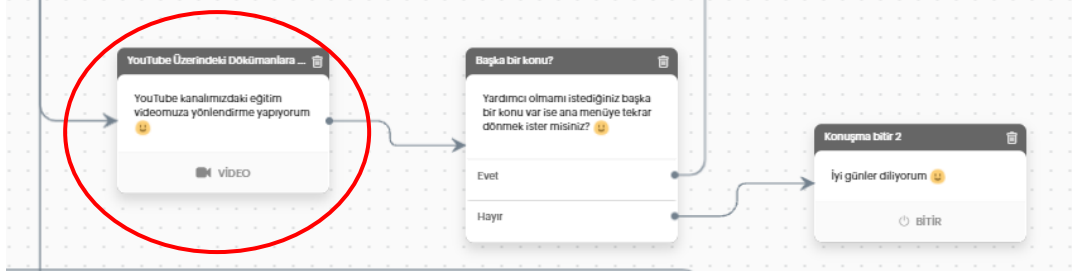 YouTube Üzerindeki Dökümanlara ...
YouTube kanalımızdaki eğitim
videomuza yönlendirme yapıyorum
VİDEO
Başka bir konu?
Yardımcı olmamı istediğiniz başka
bir konu var ise ana menüye tekrar
dönmek ister misiniz?
Evet
Hayır
Konuşma bitir 2
İyi günler diliyorum
BİTİR